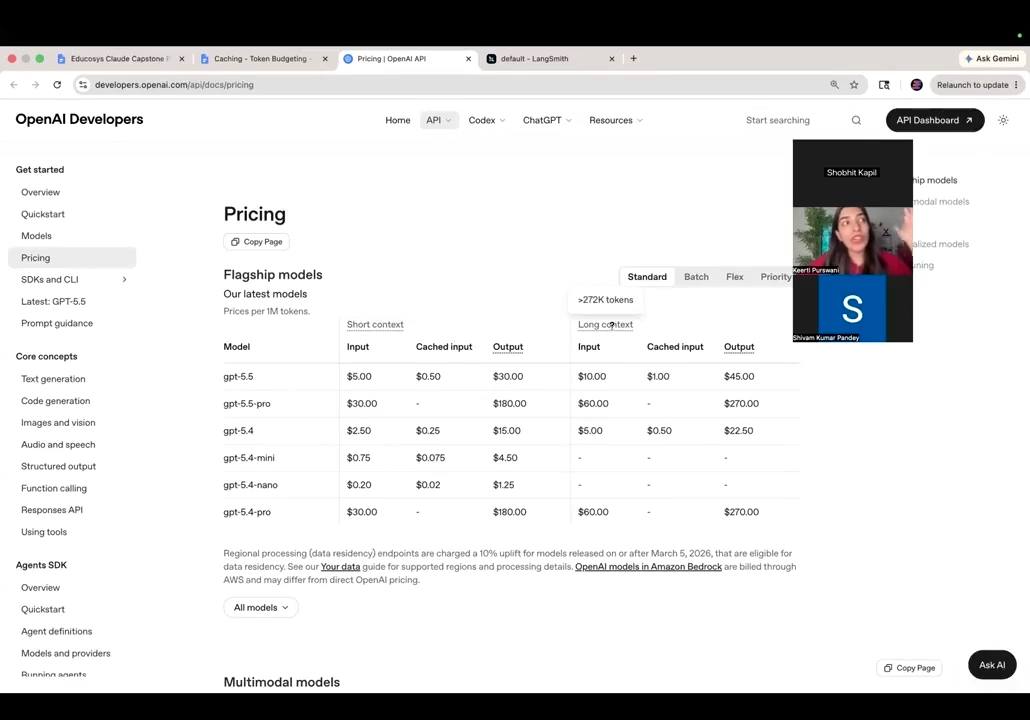 Educosys Claude Capstone
Caching - Token Budgeting
Pricing | OpenAI API
default - LangSmith
Ask Gemini
developers.openai.com/api/docs/pricing
Relaunch to update
OpenAI Developers
Home
API
Codex
ChatGPT
Resources
Start searching
API Dashboard
Get started
Overview
Quickstart
Models
Pricing
SDKs and CLI
Latest: GPT-5.5
Prompt guidance
Core concepts
Text generation
Code generation
Images and vision
Audio and speech
Structured output
Function calling
Responses API
Using tools
Agents SDK
Overview
Quickstart
Agent definitions
Models and providers
Running agents
Pricing
Copy Page
Flagship models
Our latest models
Prices per 1M tokens.
Standard Batch Flex Priority
>272K tokens
Short context Long context
Model Input Cached input Output Input Cached input Output
gpt-5.5 $5.00 $0.50 $30.00 $10.00 $1.00 $45.00
gpt-5.5-pro $30.00 - $180.00 $60.00 - $270.00
gpt-5.4 $2.50 $0.25 $15.00 $5.00 $0.50 $22.50
gpt-5.4-mini $0.75 $0.075 $4.50 - - -
gpt-5.4-nano $0.20 $0.02 $1.25 - - -
gpt-5.4-pro $30.00 - $180.00 $60.00 - $270.00
Regional processing (data residency) endpoints are charged a 10% uplift for models released on or after March 5, 2026, that are eligible for
data residency. See our Your data guide for supported regions and processing details. OpenAI models in Amazon Bedrock are billed through
AWS and may differ from direct OpenAI pricing.
All models
Multimodal models
Copy Page
Ask AI
Shobhit Kapil
Keerti Purswani
S
Shivam Kumar Pandey
models
models
models